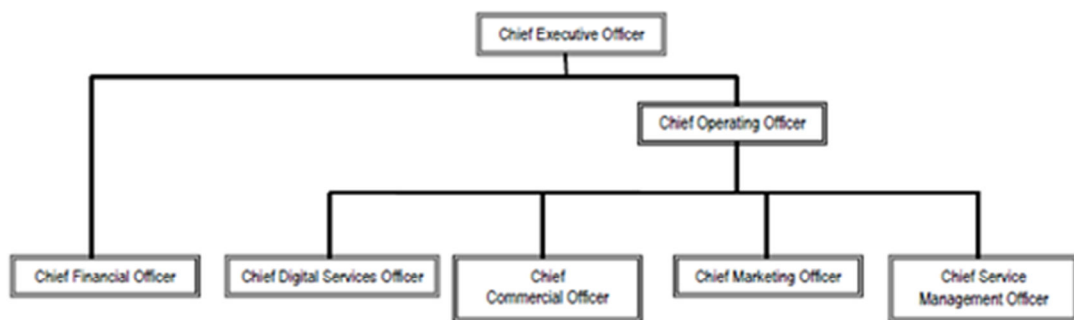 Chief Executive Officer
Chief Operating Officer
Chief Financial Officer
Chief Digital Services Officer
Chief
Commercial Officer
Chief Marketing Officer
Chief Service
Management Officer